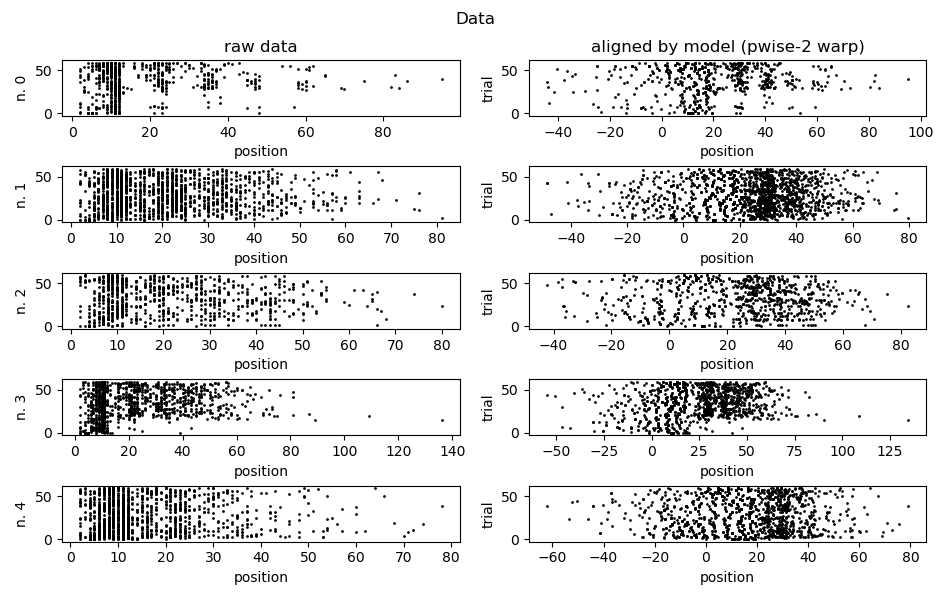 Data
raw data
aligned by model (pwise-2 warp)
n. 0
50
0
0 20 40 60 80
position
trial
50
0
−40 −20 0 20 40 60 80 100
position
n. 1
50
0
0 10 20 30 40 50 60 70 80
position
trial
50
0
−40 −20 0 20 40 60 80
position
n. 2
50
0
0 10 20 30 40 50 60 70 80
position
trial
50
0
−40 −20 0 20 40 60 80
position
n. 3
50
0
0 20 40 60 80 100 120 140
position
trial
50
0
−50 −25 0 25 50 75 100 125
position
n. 4
50
0
0 10 20 30 40 50 60 70 80
position
trial
50
0
−60 −40 −20 0 20 40 60 80
position